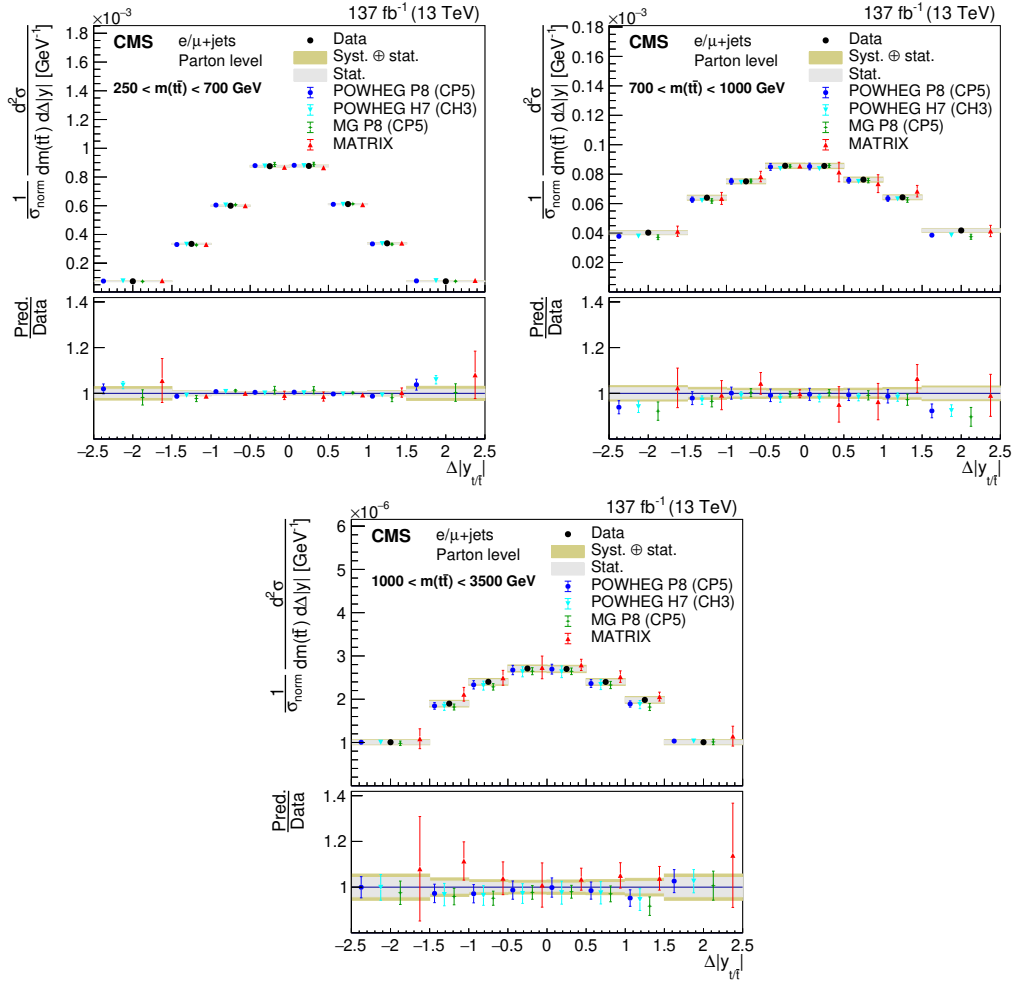 ×10⁻³
137 fb⁻¹ (13 TeV)
CMS
e/μ+jets
Parton level
250 < m(tt̄) < 700 GeV
Data
Syst. ⊕ stat.
Stat.
POWHEG P8 (CP5)
POWHEG H7 (CH3)
MG P8 (CP5)
MATRIX
1/σnorm d²σ/dm(tt̄) dΔ|y| [GeV⁻¹]
1.8
1.6
1.4
1.2
1
0.8
0.6
0.4
0.2
Pred./Data
1.4
1.2
1
0.8
−2.5 −2 −1.5 −1 −0.5 0 0.5 1 1.5 2 2.5
Δ|y_t/t̄|
×10⁻³
137 fb⁻¹ (13 TeV)
CMS
e/μ+jets
Parton level
700 < m(tt̄) < 1000 GeV
Data
Syst. ⊕ stat.
Stat.
POWHEG P8 (CP5)
POWHEG H7 (CH3)
MG P8 (CP5)
MATRIX
1/σnorm d²σ/dm(tt̄) dΔ|y| [GeV⁻¹]
0.18
0.16
0.14
0.12
0.1
0.08
0.06
0.04
0.02
Pred./Data
1.4
1.2
1
0.8
−2.5 −2 −1.5 −1 −0.5 0 0.5 1 1.5 2 2.5
Δ|y_t/t̄|
×10⁻⁶
137 fb⁻¹ (13 TeV)
CMS
e/μ+jets
Parton level
1000 < m(tt̄) < 3500 GeV
Data
Syst. ⊕ stat.
Stat.
POWHEG P8 (CP5)
POWHEG H7 (CH3)
MG P8 (CP5)
MATRIX
1/σnorm d²σ/dm(tt̄) dΔ|y| [GeV⁻¹]
6
5
4
3
2
1
Pred./Data
1.4
1.2
1
−2.5 −2 −1.5 −1 −0.5 0 0.5 1 1.5 2 2.5
Δ|y_t/t̄|